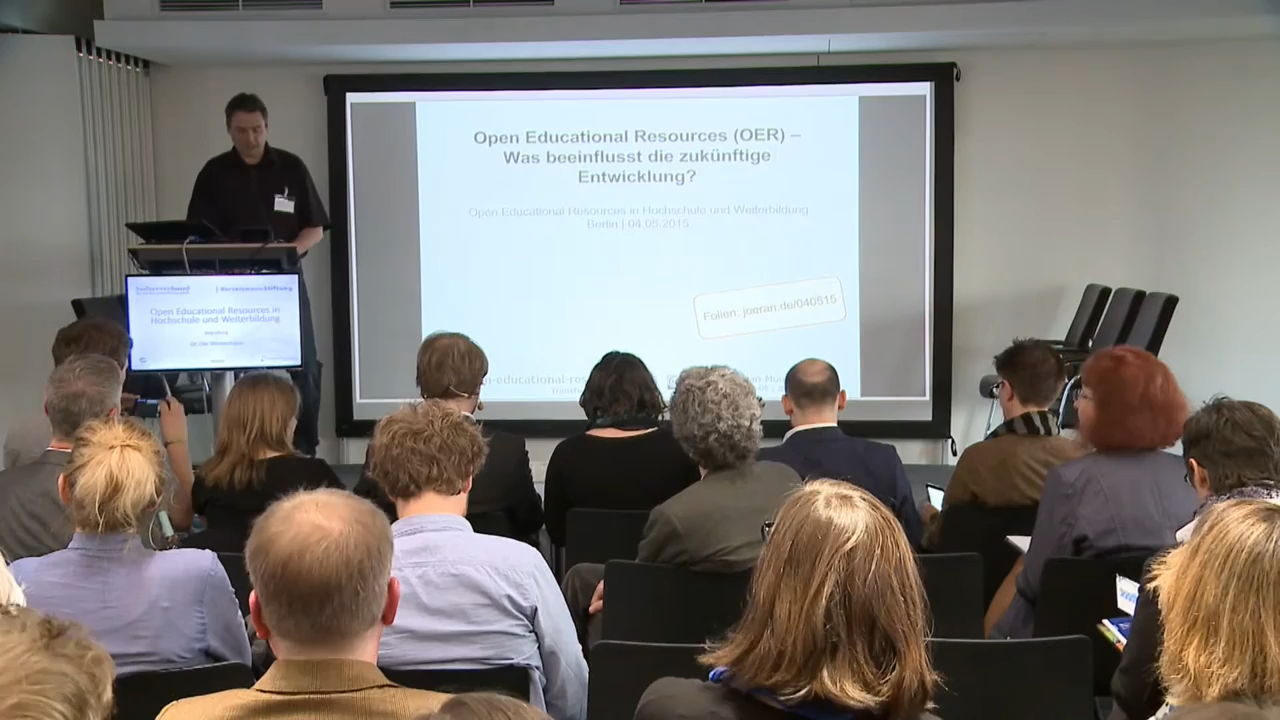 Open Educational Resources (OER) –
Was beeinflusst die zukünftige
Entwicklung?
Open Educational Resources in Hochschule und Weiterbildung
Berlin | 04.05.2015
Folien: joeran.de/040515
Open Educational Resources in
Hochschule und Weiterbildung